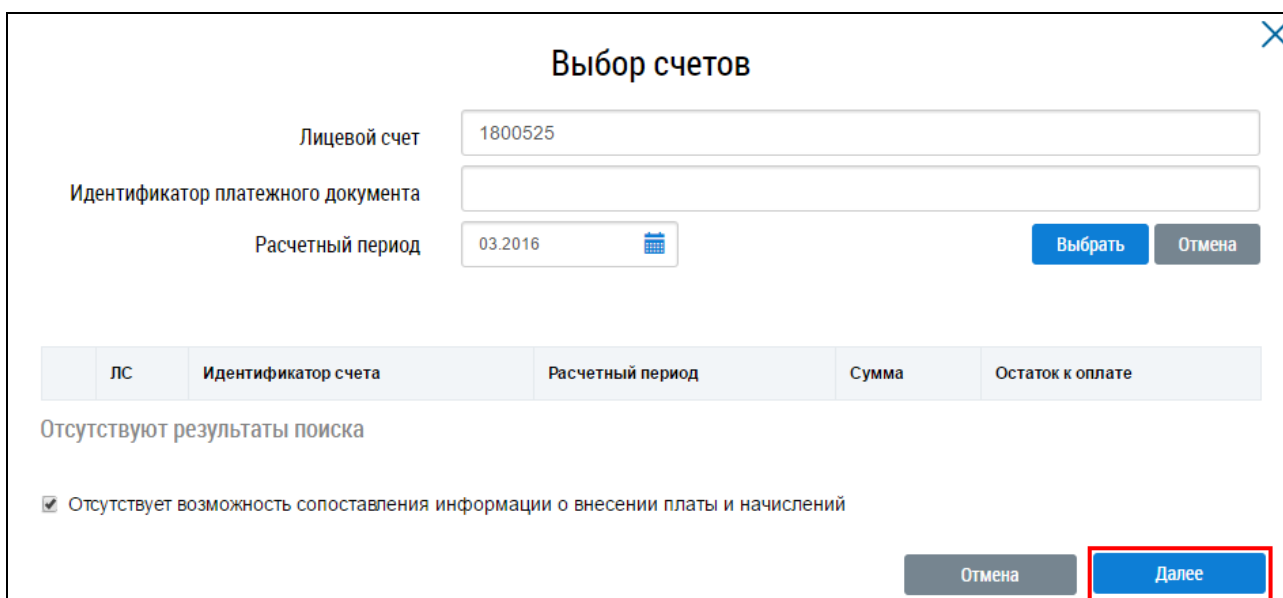 Выбор счетов
Лицевой счет 1800525
Идентификатор платежного документа
Расчетный период 03.2016 Выбрать Отмена
ЛС Идентификатор счета Расчетный период Сумма Остаток к оплате
Отсутствуют результаты поиска
Отсутствует возможность сопоставления информации о внесении платы и начислений
Отмена Далее